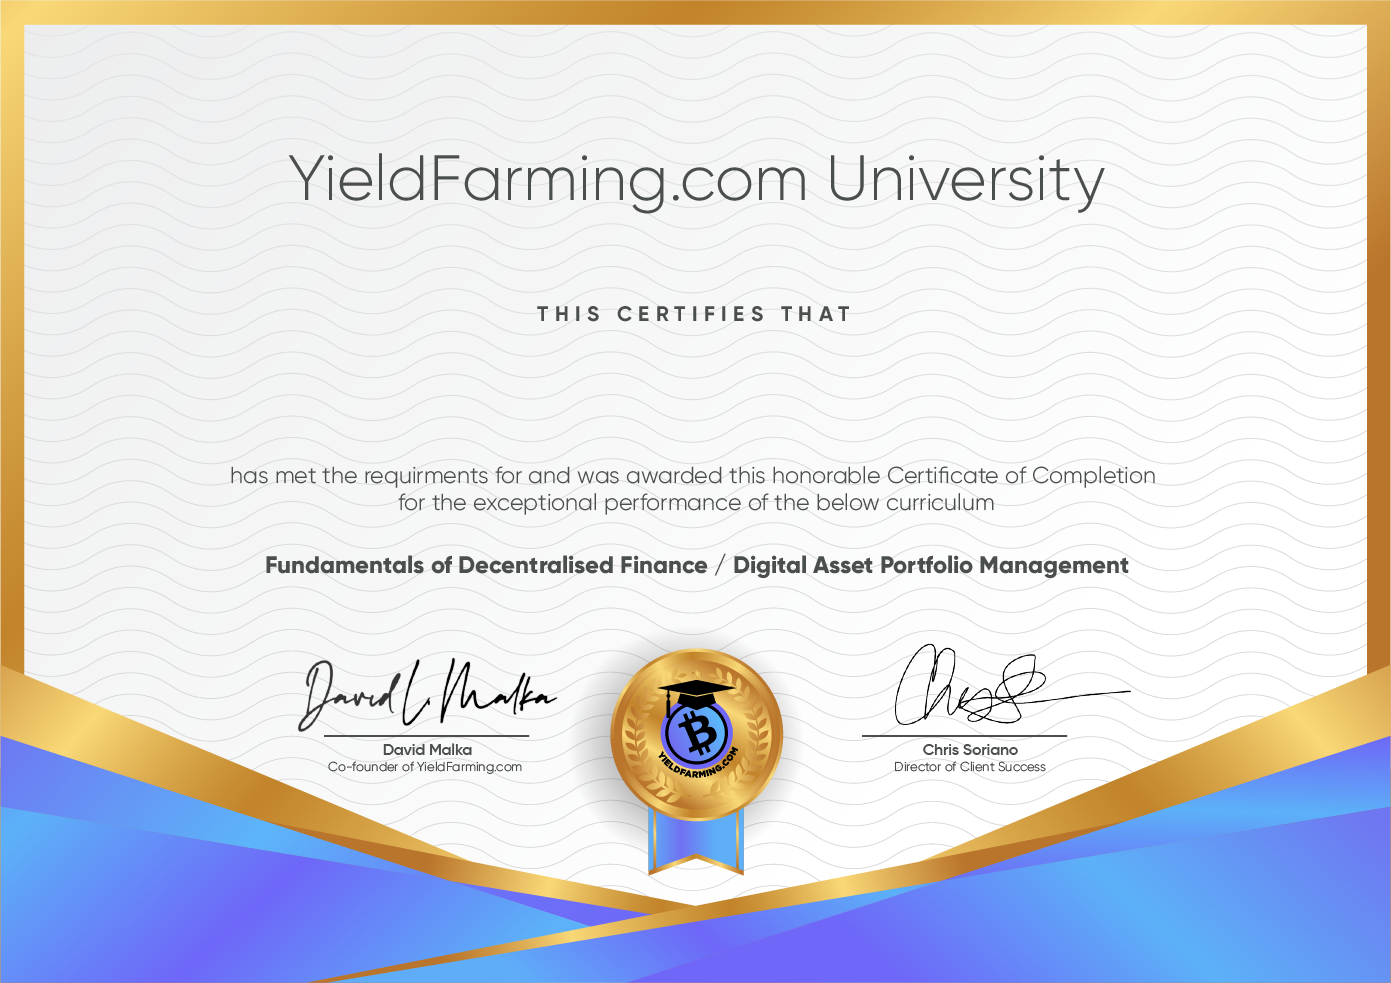 YieldFarming.com University
THIS CERTIFIES THAT
has met the requirments for and was awarded this honorable Certificate of Completion
for the exceptional performance of the below curriculum
Fundamentals of Decentralised Finance / Digital Asset Portfolio Management
David L. Malka
David Malka
Co-founder of YieldFarming.com
YIELDFARMING.COM
Chris Soriano
Director of Client Success